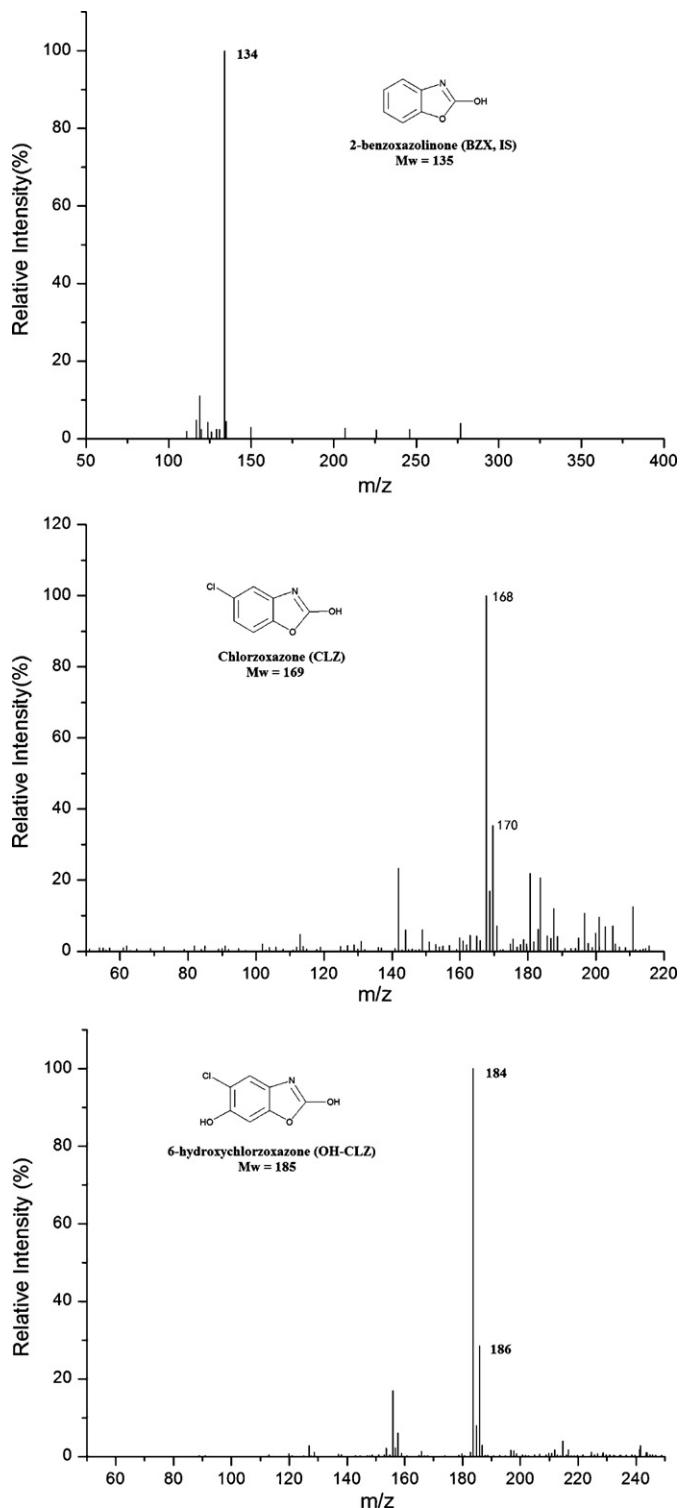 100
134
N
OH
O
2-benzoxazolinone (BZX, IS)
Mw = 135
80
60
40
20
0
Relative Intensity(%)
50 100 150 200 250 300 350 400
m/z
120
Cl
N
OH
O
Chlorzoxazone (CLZ)
Mw = 169
100
168
80
60
40
170
20
0
Relative Intensity(%)
60 80 100 120 140 160 180 200 220
m/z
Cl
N
OH
HO
O
6-hydroxychlorzoxazone (OH-CLZ)
Mw = 185
100
184
80
60
40
186
20
0
Relative Intensity (%)
60 80 100 120 140 160 180 200 220 240
m/z